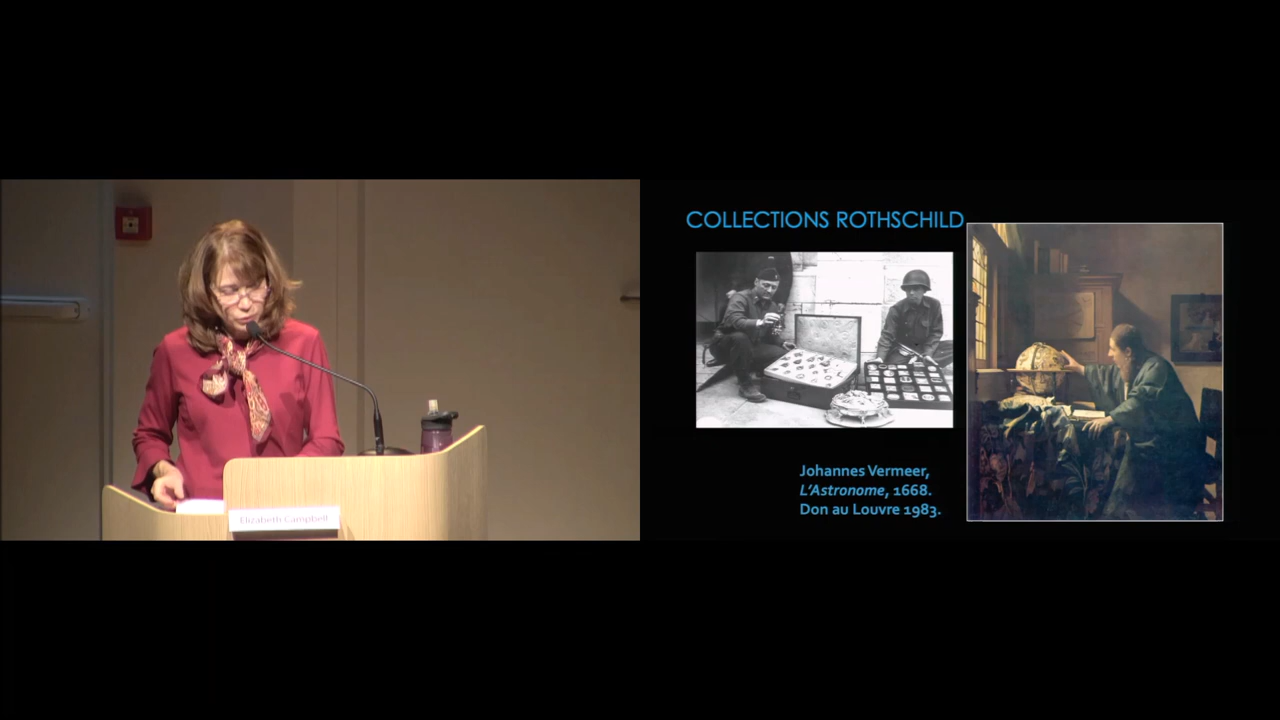 Elizabeth Campbell
COLLECTIONS ROTHSCHILD
Johannes Vermeer,
L'Astronome, 1668.
Don au Louvre 1983.